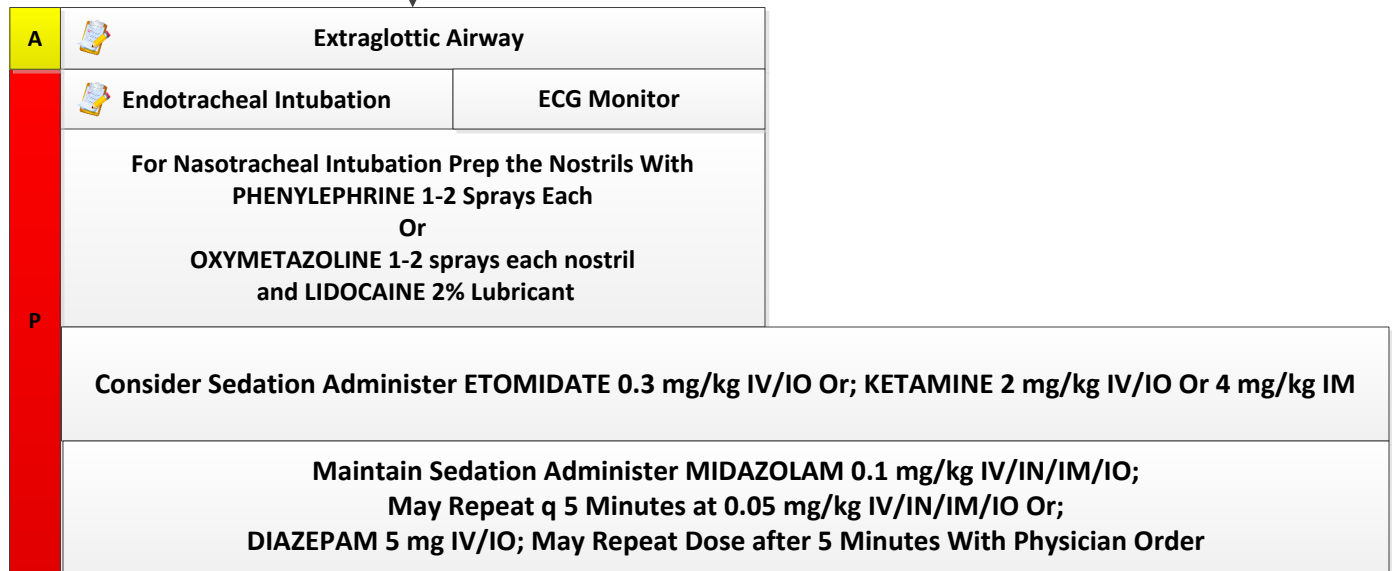 A
Extraglottic Airway
Endotracheal Intubation
ECG Monitor
For Nasotracheal Intubation Prep the Nostrils With
PHENYLEPHRINE 1-2 Sprays Each
Or
OXYMETAZOLINE 1-2 sprays each nostril
and LIDOCAINE 2% Lubricant
P
Consider Sedation Administer ETOMIDATE 0.3 mg/kg IV/IO Or; KETAMINE 2 mg/kg IV/IO Or 4 mg/kg IM
Maintain Sedation Administer MIDAZOLAM 0.1 mg/kg IV/IN/IM/IO;
May Repeat q 5 Minutes at 0.05 mg/kg IV/IN/IM/IO Or;
DIAZEPAM 5 mg IV/IO; May Repeat Dose after 5 Minutes With Physician Order